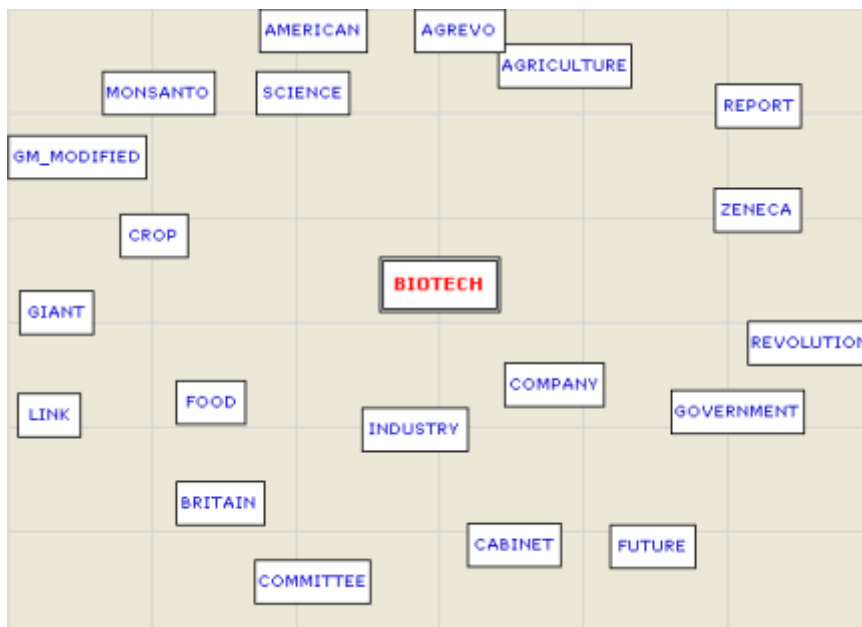 AMERICAN
AGREVO
AGRICULTURE
MONSANTO
SCIENCE
REPORT
GM_MODIFIED
ZENECA
CROP
BIOTECH
GIANT
REVOLUTION
COMPANY
FOOD
GOVERNMENT
LINK
INDUSTRY
BRITAIN
CABINET
FUTURE
COMMITTEE